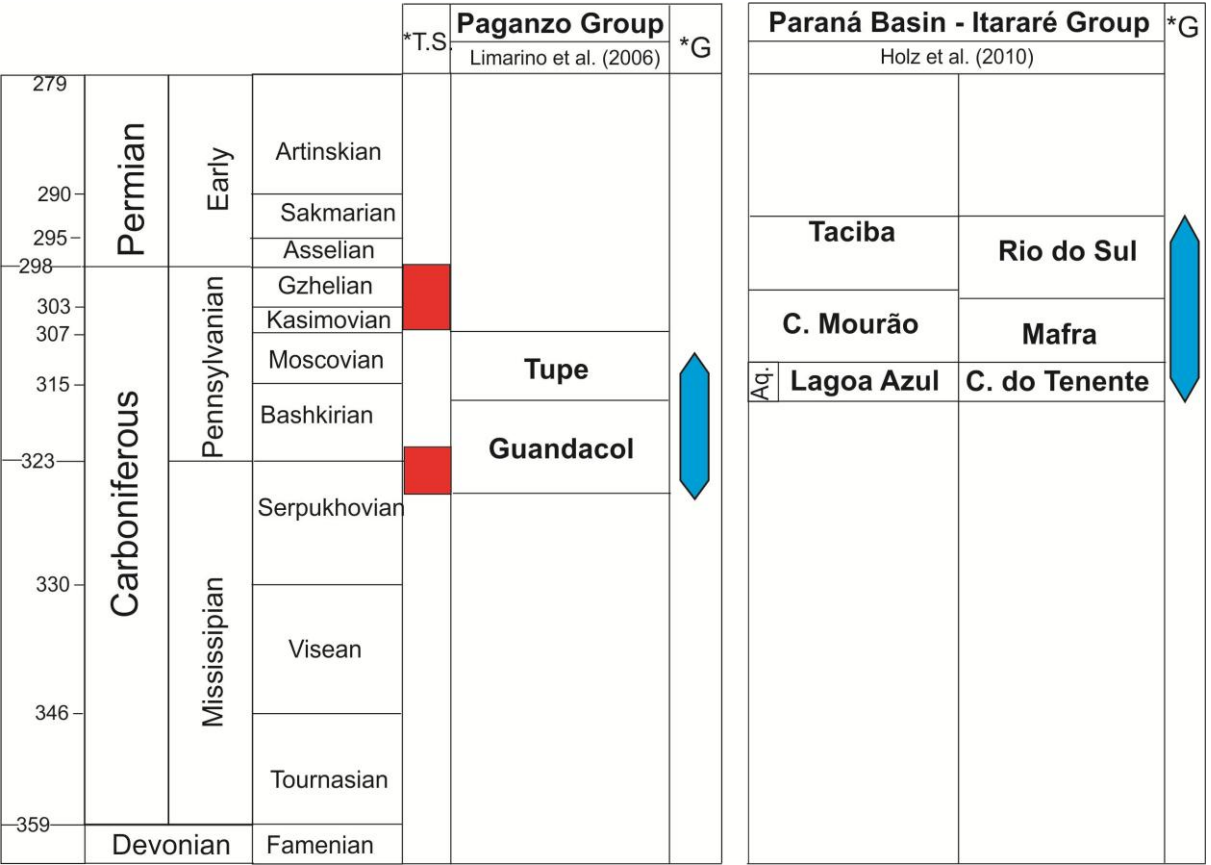 *T.S.
Paganzo Group
Limarino et al. (2006)
*G
Paraná Basin - Itararé Group
Holz et al. (2010)
*G
279
290
295
298
303
307
315
323
330
346
359
Permian
Carboniferous
Devonian
Early
Pennsylvanian
Mississipian
Artinskian
Sakmarian
Asselian
Gzhelian
Kasimovian
Moscovian
Bashkirian
Serpukhovian
Visean
Tournasian
Famenian
Tupe
Guandacol
Taciba
C. Mourão
Aq.
Lagoa Azul
Rio do Sul
Mafra
C. do Tenente